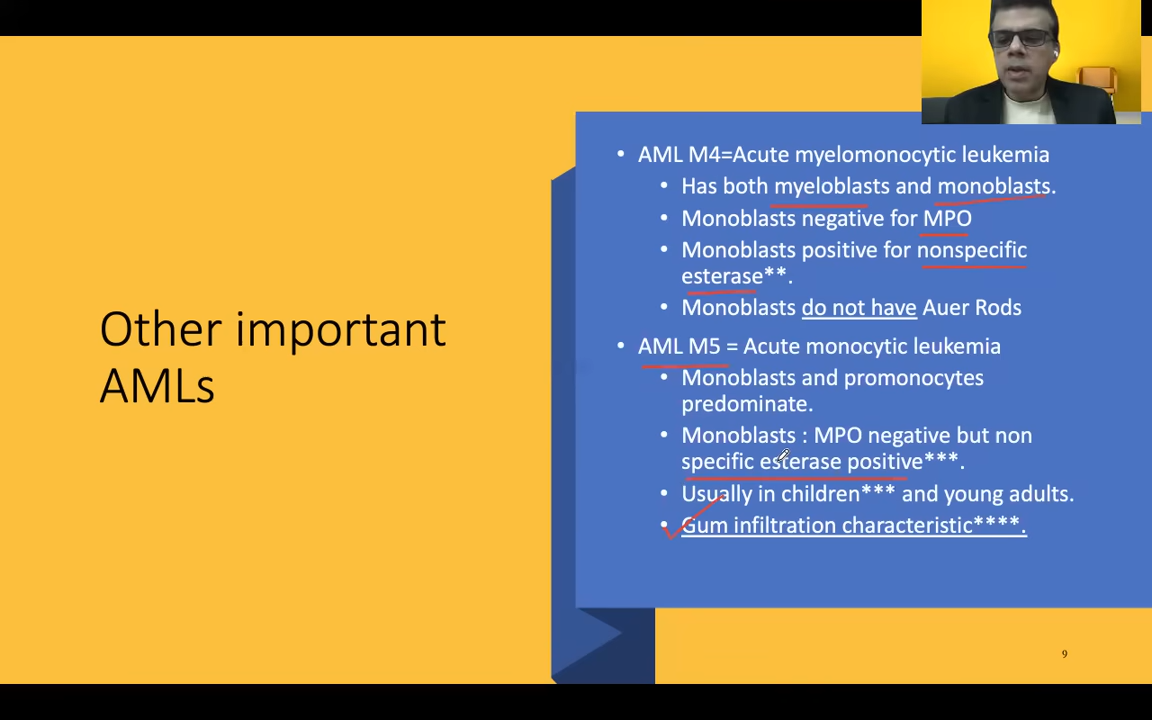 Other important
AMLs
• AML M4=Acute myelomonocytic leukemia
• Has both myeloblasts and monoblasts.
• Monoblasts negative for MPO
• Monoblasts positive for nonspecific
esterase**.
• Monoblasts do not have Auer Rods
• AML M5 = Acute monocytic leukemia
• Monoblasts and promonocytes
predominate.
• Monoblasts : MPO negative but non
specific esterase positive***.
• Usually in children*** and young adults.
• Gum infiltration characteristic****.
9